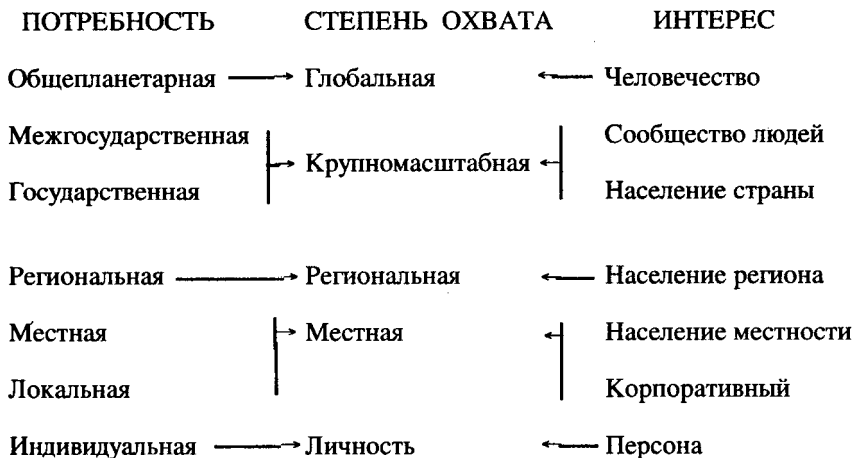 ПОТРЕБНОСТЬ СТЕПЕНЬ ОХВАТА ИНТЕРЕС
Общепланетарная Глобальная Человечество
Межгосударственная Сообщество людей
Крупномасштабная
Государственная Население страны
Региональная Региональная Население региона
Местная Местная Население местности
Локальная Корпоративный
Индивидуальная Личность Персона